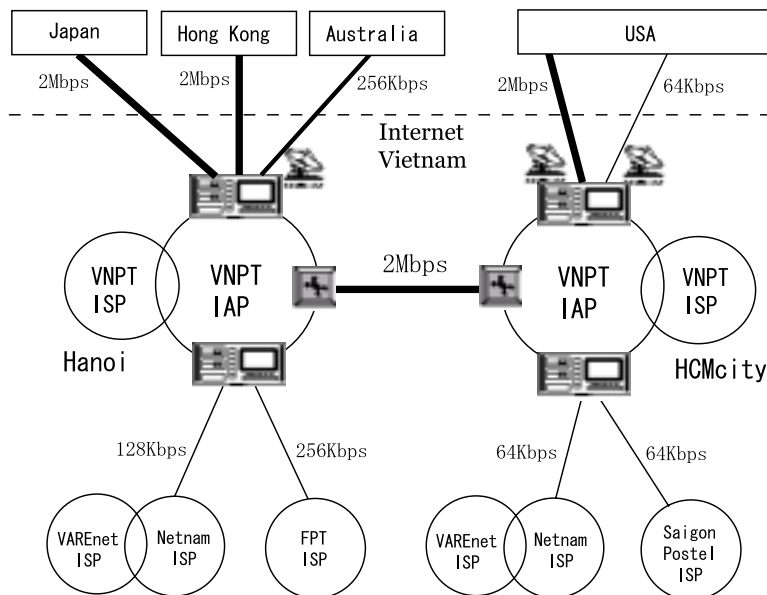 Japan
Hong Kong
Australia
USA
2Mbps
2Mbps
256Kbps
2Mbps
64Kbps
Internet
Vietnam
VNPT
ISP
VNPT
IAP
2Mbps
VNPT
IAP
VNPT
ISP
Hanoi
HCMcity
128Kbps
256Kbps
64Kbps
64Kbps
VAREnet
ISP
Netnam
ISP
FPT
ISP
VAREnet
ISP
Netnam
ISP
Saigon
Postel
ISP